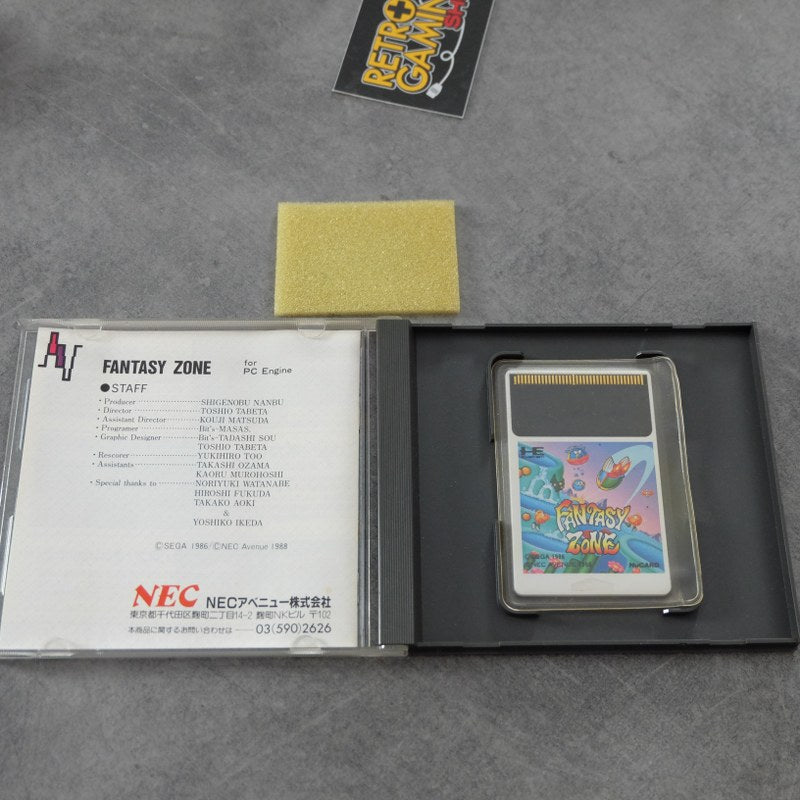 RETRO
GAMING
SH
FANTASY ZONE for PC Engine
●STAFF
・Producer ・・・・・・・・・・・・・・・ SHIGENOBU NANBU
・Director ・・・・・・・・・・・・・・・ TOSHIO TABETA
・Assistant Director ・・・・・・・ KOUJI MATSUDA
・Programer ・・・・・・・・・・・・・ Bit's-MASAS.
・Graphic Designer ・・・・・・・・・ Bit's-TADASHI SOU
TOSHIO TABETA
・Rescorer ・・・・・・・・・・・・・・ YUKIHIRO TOO
・Assistants ・・・・・・・・・・・・・ TAKASHI OZAMA
KAORU MUROHOSHI
・Special thanks to ・・・・・・・・ NORIYUKI WATANABE
HIROSHI FUKUDA
TAKAKO AOKI
&
YOSHIKO IKEDA
©SEGA 1986/©NEC Avenue 1988
NEC NECアベニュー株式会社
東京都千代田区麹町二丁目14-2 麹町NKビル 〒102
本商品に関するお問い合わせは——03(590)2626
FANTASY
ZONE
©SEGA 1986
©NEC AVENUE 1988 HuCARD